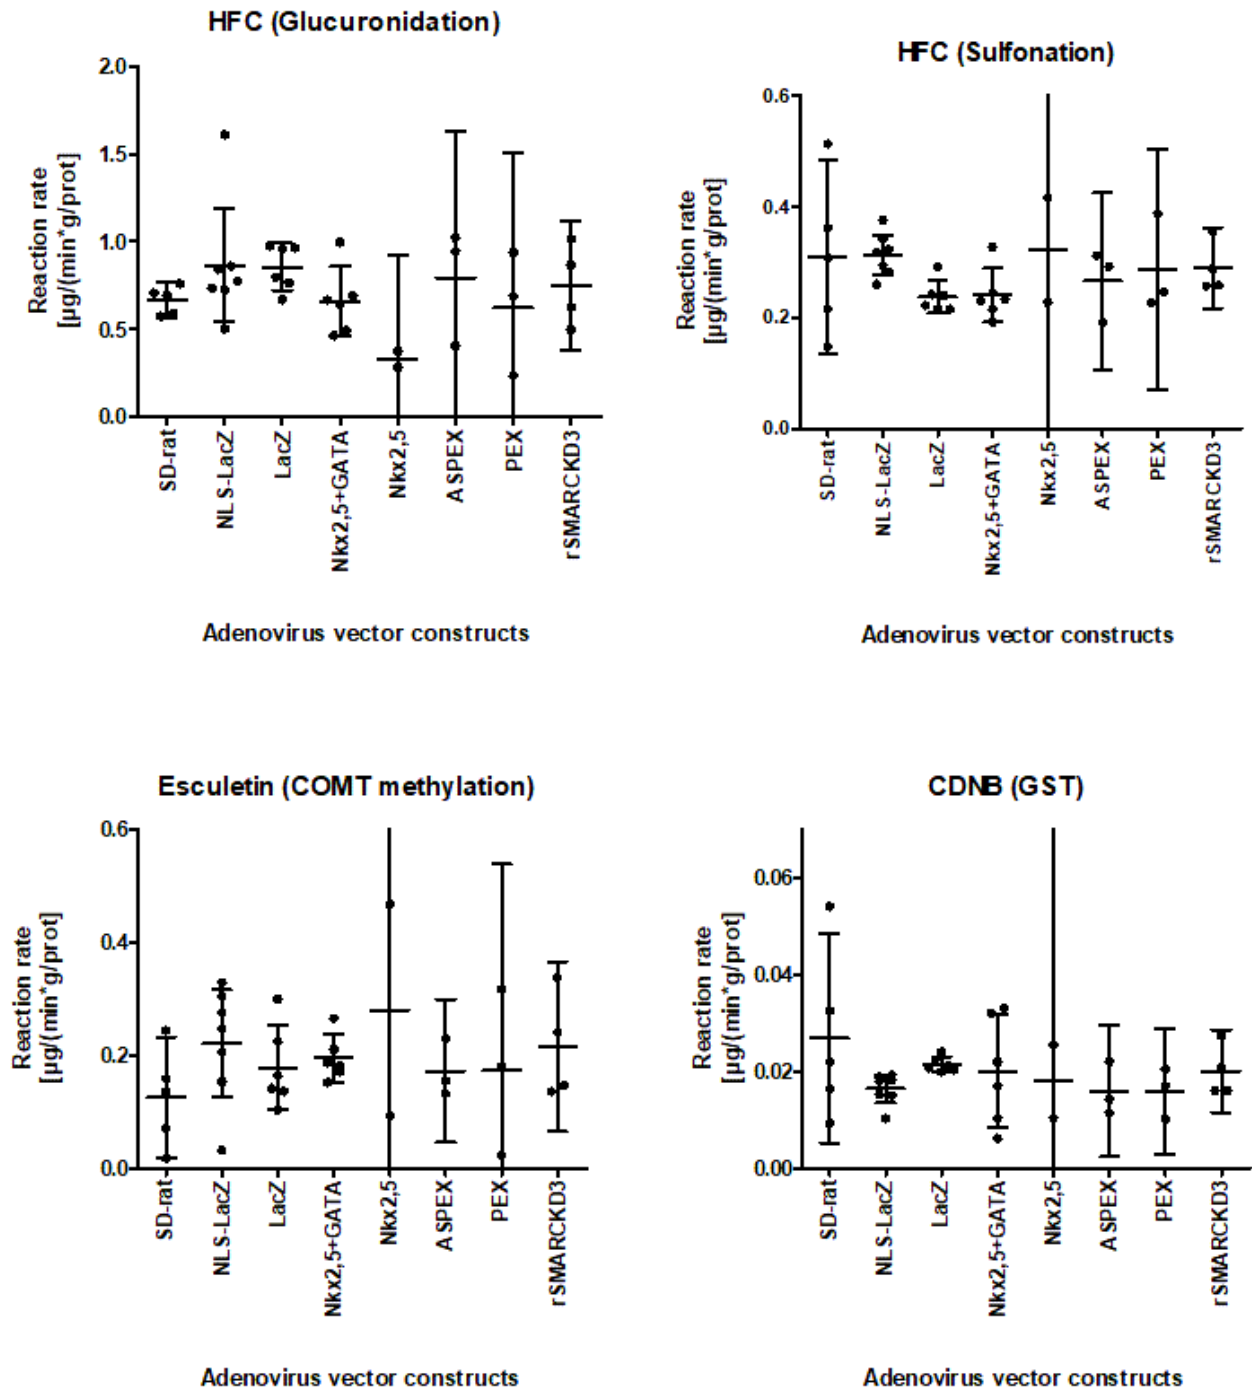 HFC (Glucuronidation)
Reaction rate
[µg/(min*g/prot]
2.0
1.5
1.0
0.5
0.0
SD-rat
NLS-LacZ
LacZ
Nkx2,5+GATA
Nkx2,5
ASPEX
PEX
rSMARCKD3
Adenovirus vector constructs
HFC (Sulfonation)
Reaction rate
[µg/(min*g/prot]
0.6
0.4
0.2
0.0
SD-rat
NLS-LacZ
LacZ
Nkx2,5+GATA
Nkx2,5
ASPEX
PEX
rSMARCKD3
Adenovirus vector constructs
Esculetin (COMT methylation)
Reaction rate
[µg/(min*g/prot]
0.6
0.4
0.2
0.0
SD-rat
NLS-LacZ
LacZ
Nkx2,5+GATA
Nkx2,5
ASPEX
PEX
rSMARCKD3
Adenovirus vector constructs
CDNB (GST)
Reaction rate
[µg/(min*g/prot]
0.06
0.04
0.02
0.00
SD-rat
NLS-LacZ
LacZ
Nkx2,5+GATA
Nkx2,5
ASPEX
PEX
rSMARCKD3
Adenovirus vector constructs